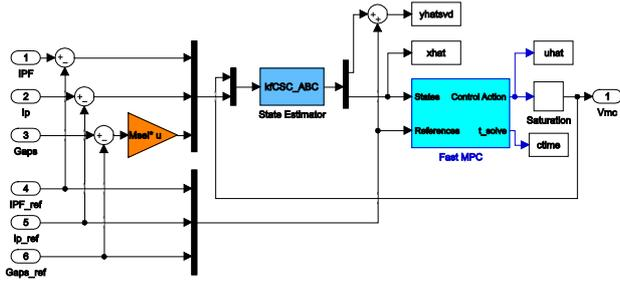 1
IPF
2
Ip
3
Gaps
4
IPF_ref
5
Ip_ref
6
Gaps_ref
Msel* u
kfCSC_ABC
State Estimator
yhatsvd
xhat
States
Control Action
References
t_solve
Fast MPC
uhat
Saturation
ctime
1
Vmc